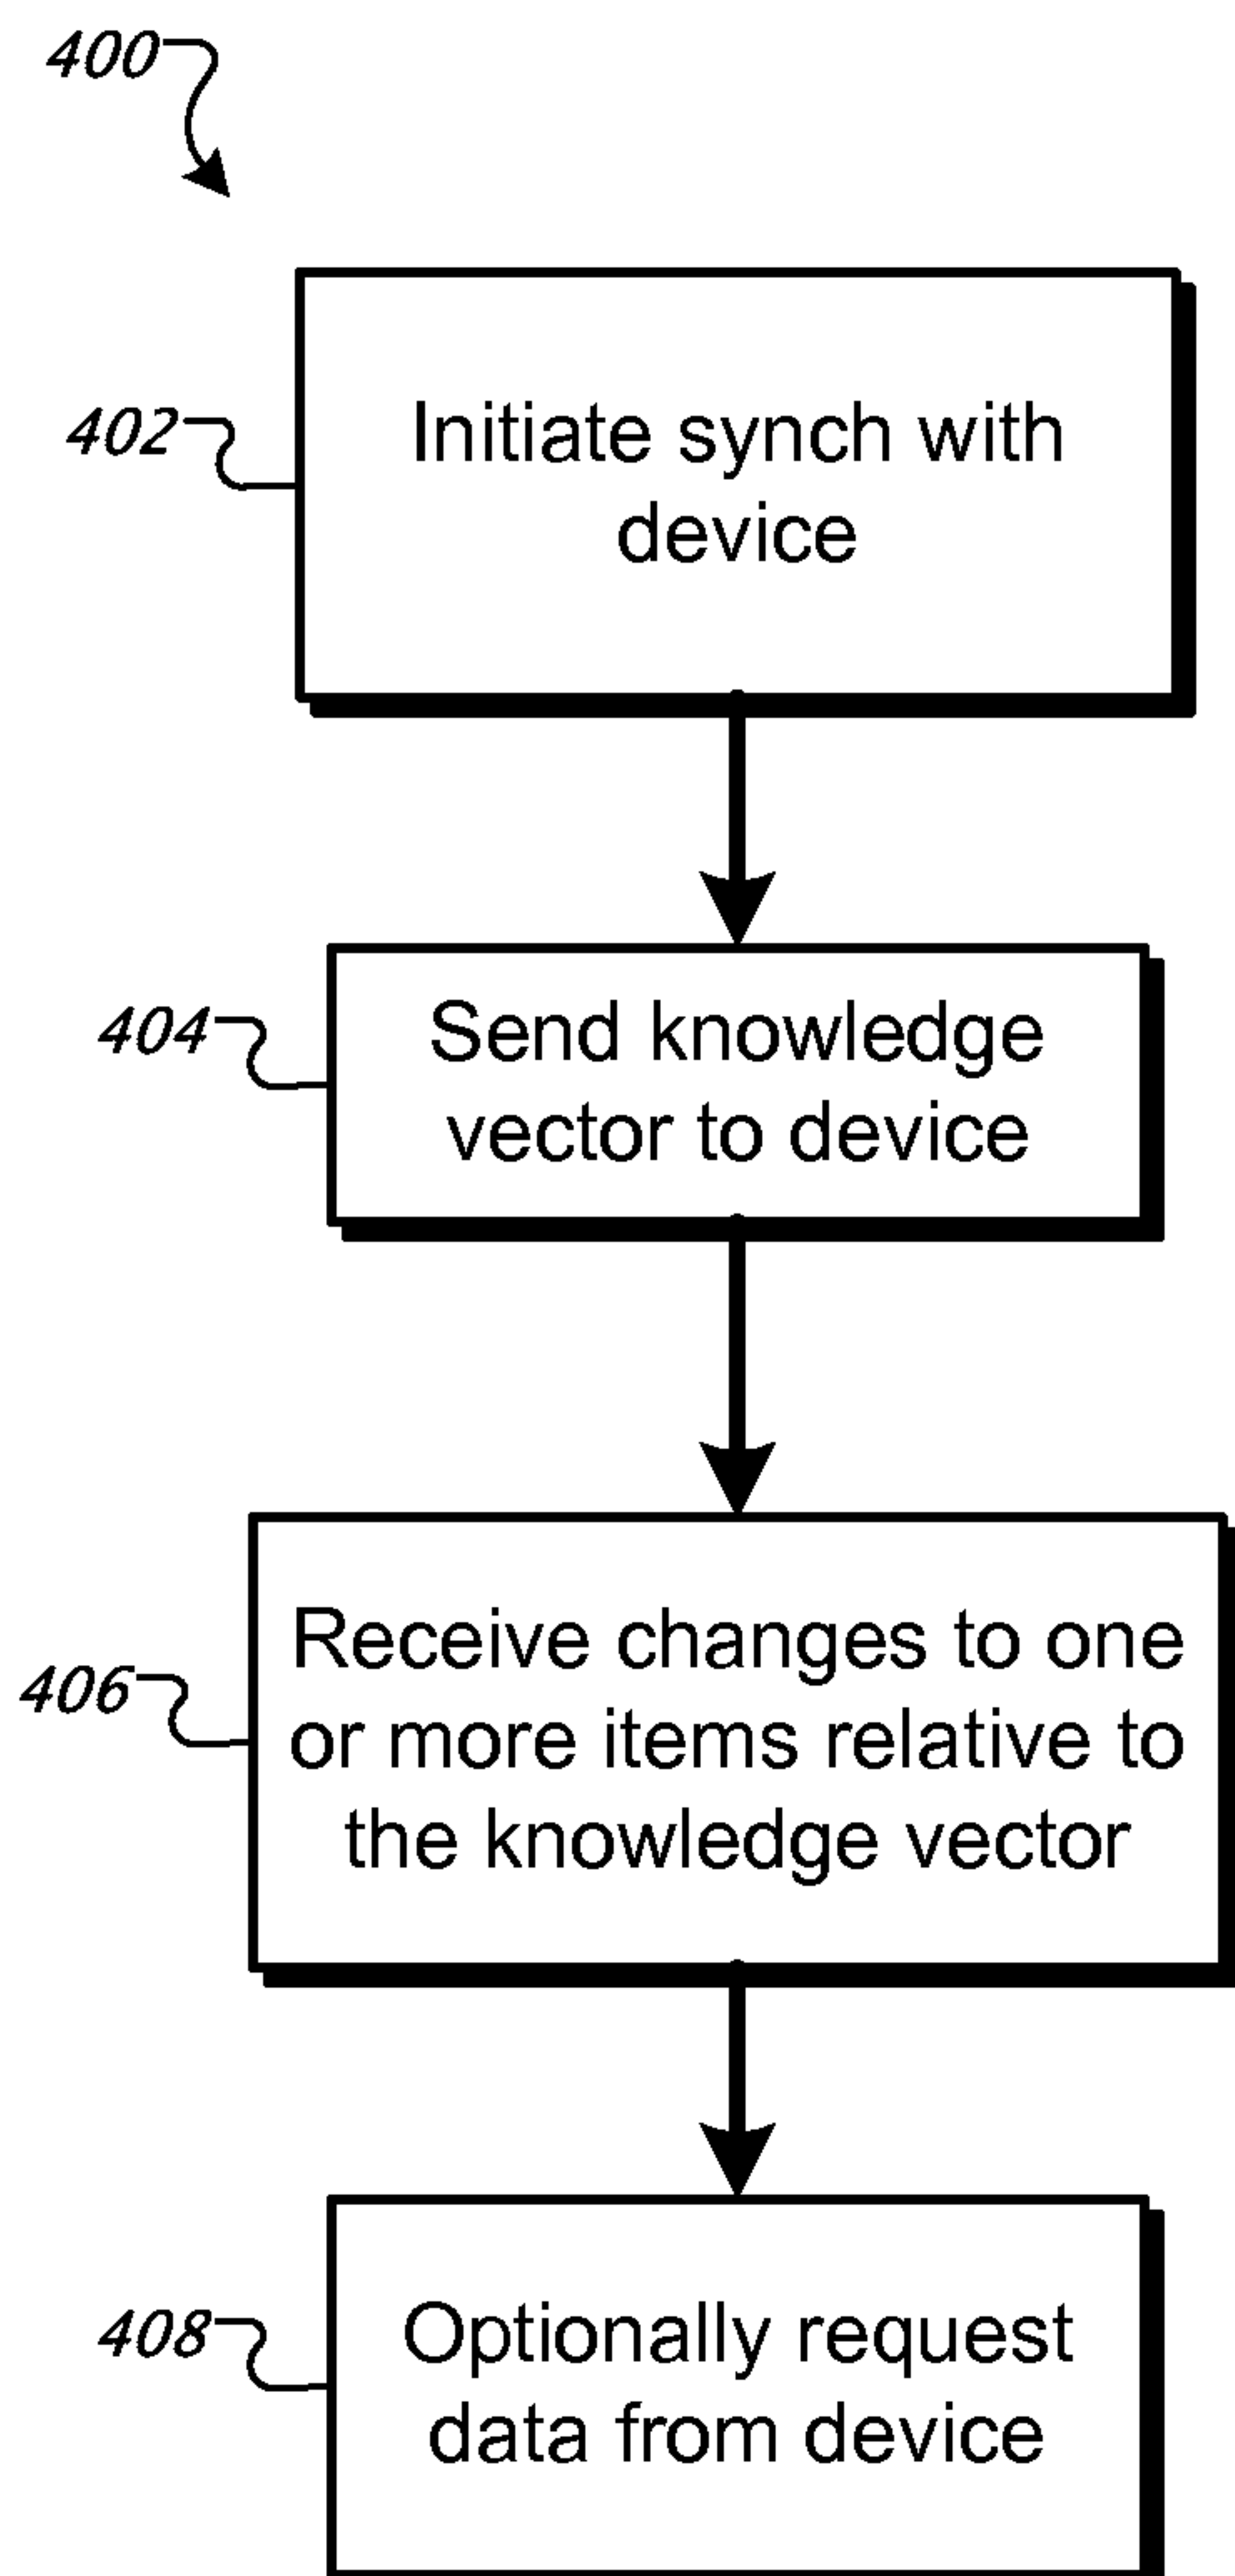 400
402
Initiate synch with
device
404
Send knowledge
vector to device
406
Receive changes to one
or more items relative to
the knowledge vector
408
Optionally request
data from device